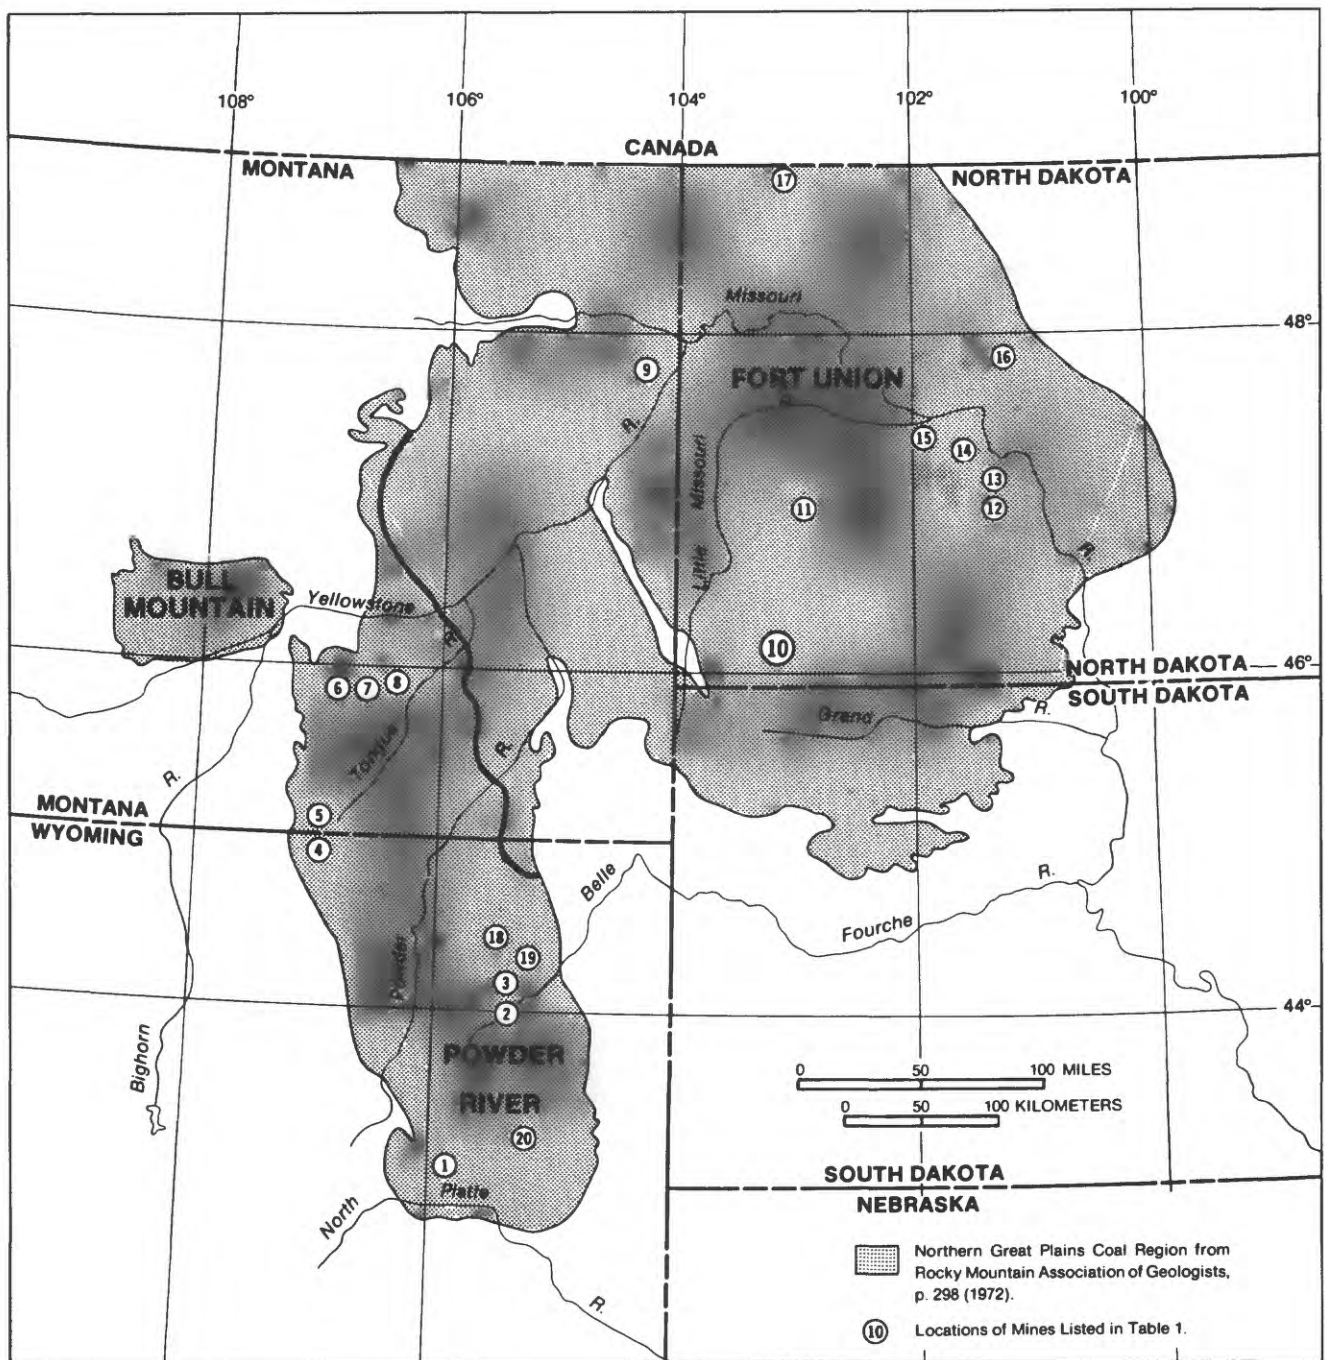 108°
106°
104°
102°
100°
CANADA
MONTANA
NORTH DAKOTA
17
Missouri
48°
16
9
FORT UNION
R.
R.
15
14
Missouri
13
11
12
Little
R.
BULL
MOUNTAIN
Yellowstone
R.
10
46°
NORTH DAKOTA
SOUTH DAKOTA
6
7
8
Grand
R.
Tongue
R.
R.
MONTANA
WYOMING
5
4
Belle
R.
Fourche
18
19
Powder
3
2
44°
Bighorn
POWDER
RIVER
0 50 100 MILES
0 50 100 KILOMETERS
20
1
Platte
North
SOUTH DAKOTA
NEBRASKA
R.
Northern Great Plains Coal Region from
Rocky Mountain Association of Geologists,
p. 298 (1972).
10 Locations of Mines Listed in Table 1.